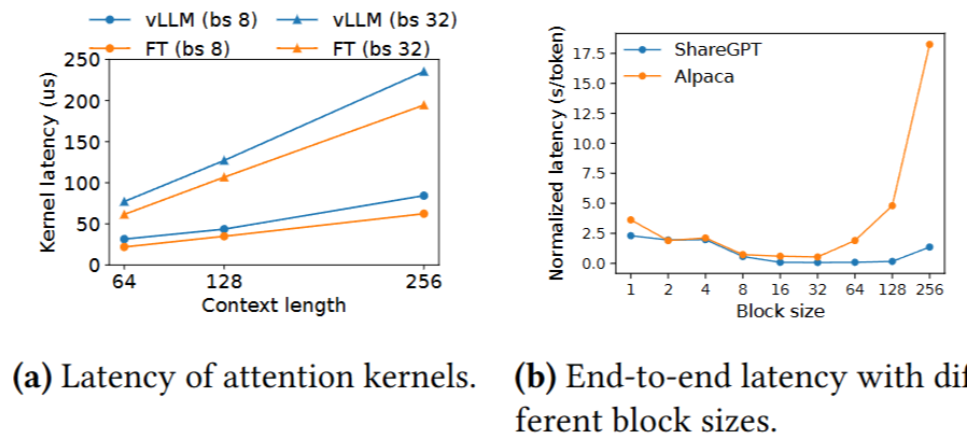 vLLM (bs 8)
vLLM (bs 32)
FT (bs 8)
FT (bs 32)
250
200
150
100
50
0
Kernel latency (us)
64
128
256
Context length
ShareGPT
Alpaca
17.5
15.0
12.5
10.0
7.5
5.0
2.5
0.0
Normalized latency (s/token)
1
2
4
8
16
32
64
128
256
Block size
(a) Latency of attention kernels.
(b) End-to-end latency with dif
ferent block sizes.